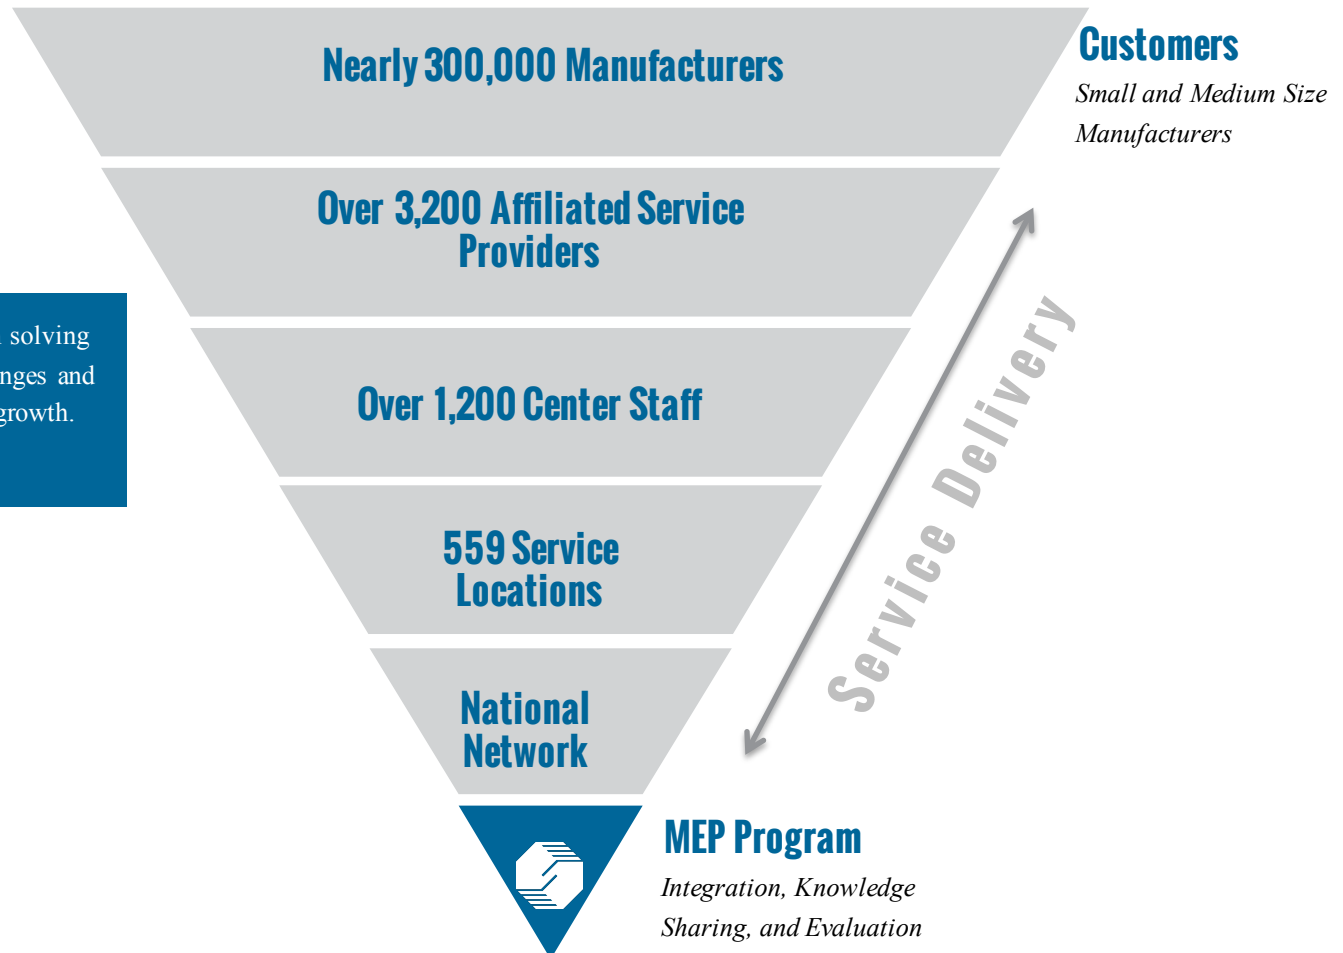 Nearly 300,000 Manufacturers
Customers
Small and Medium Size
Manufacturers
Over 3,200 Affiliated Service
Providers
solving
nges and
growth.
Over 1,200 Center Staff
Service Delivery
559 Service
Locations
National
Network
MEP Program
Integration, Knowledge
Sharing, and Evaluation